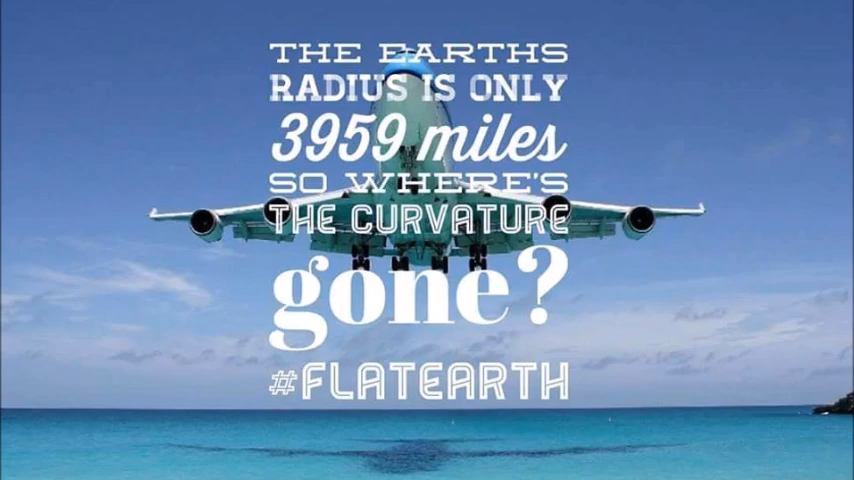 THE EARTHS
RADIUS IS ONLY
3959 miles
SO WHERE'S
THE CURVATURE
gone?
#FLATEARTH